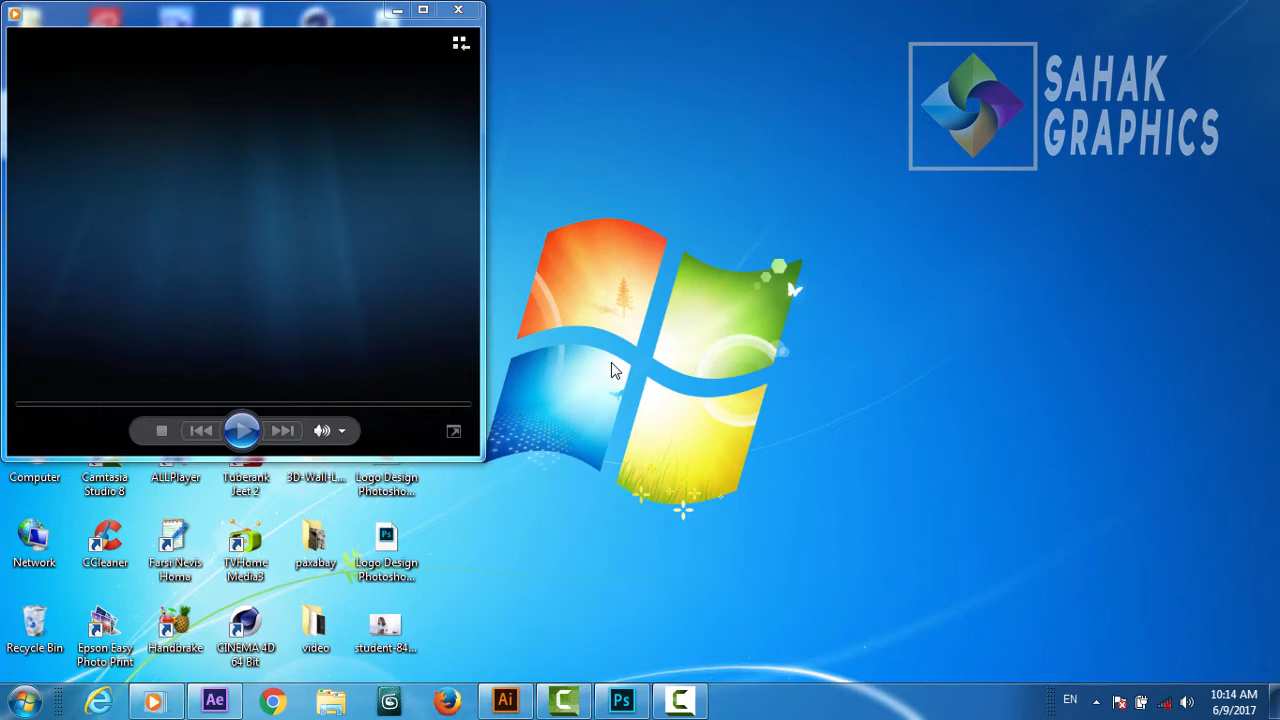 SAHAK
GRAPHICS
Computer
Camtasia
Studio 8
ALLPlayer
Tuberank
Jeet 2
3D-Wall-L...
Logo Design
Photosho...
Network
CCleaner
Farsi Nevis
Homa
TVHome
Media3
paxabay
Ps
Logo Design
Photosho...
Recycle Bin
Epson Easy
Photo Print
Handbrake
CINEMA 4D
64 Bit
video
student-84...
Ae
Ai
Ps
EN
10:14 AM
6/9/2017